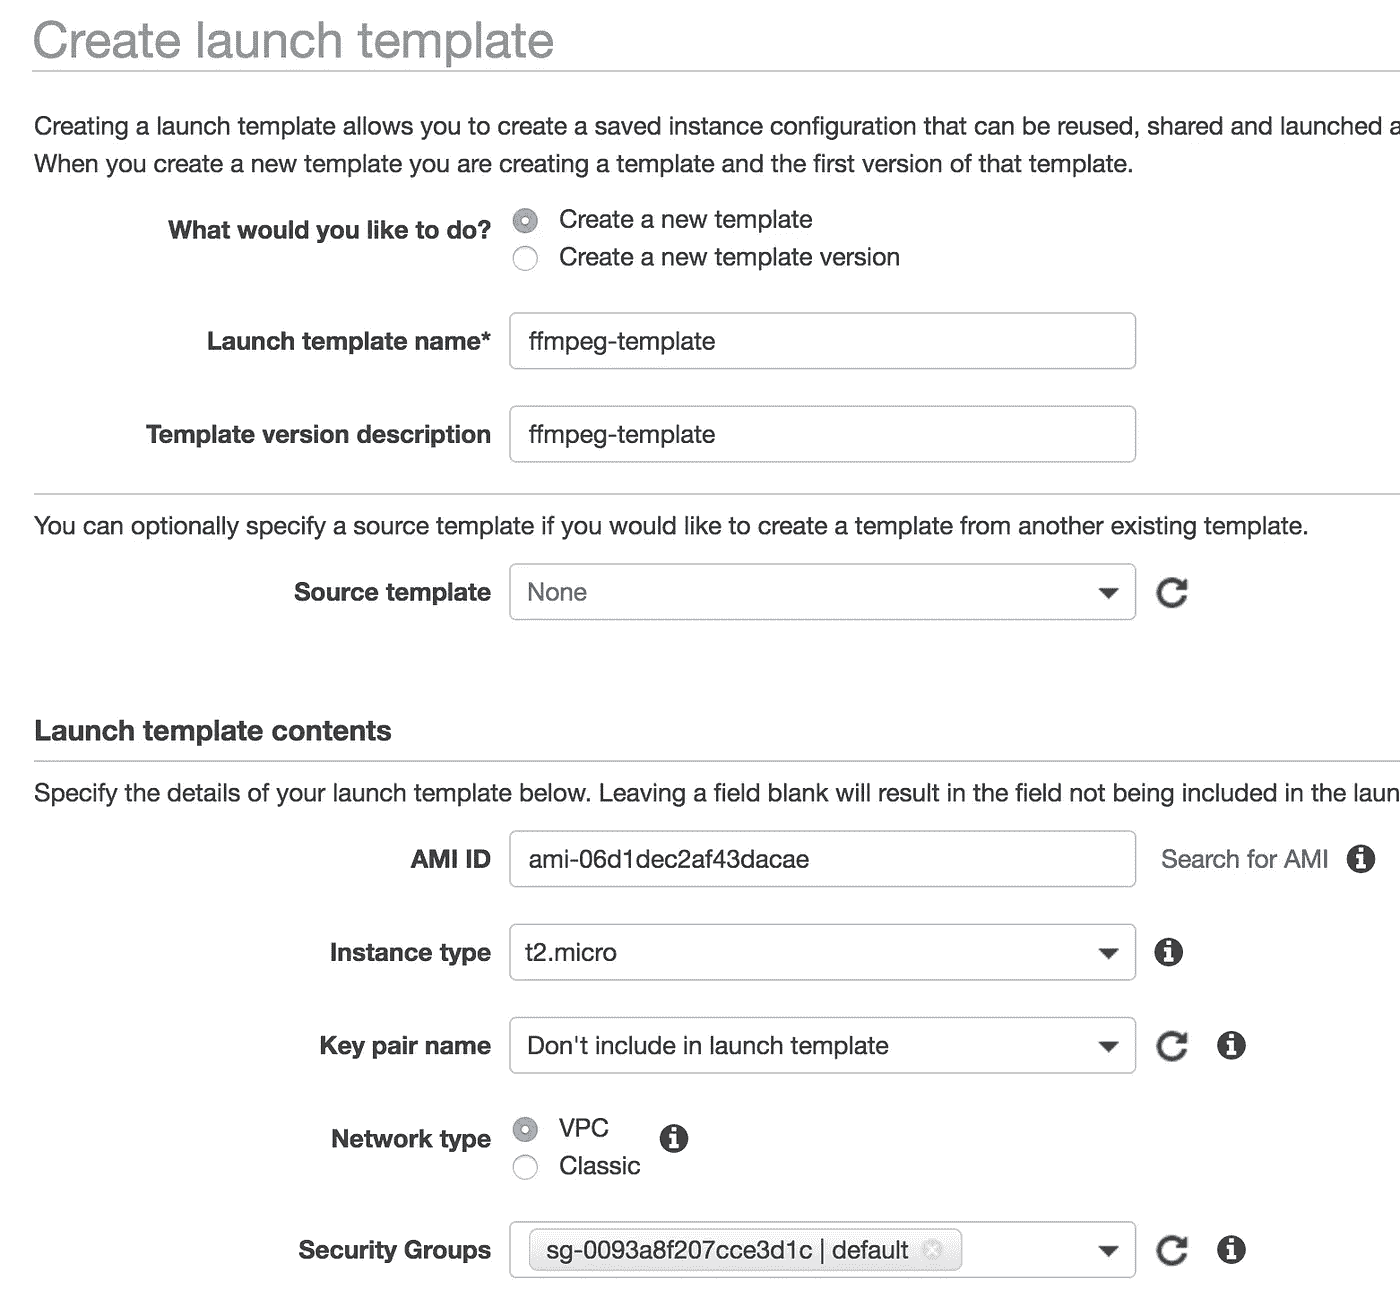 Create launch template
Creating a launch template allows you to create a saved instance configuration that can be reused, shared and launched a
When you create a new template you are creating a template and the first version of that template.
What would you like to do?
Create a new template
Create a new template version
Launch template name* ffmpeg-template
Template version description ffmpeg-template
You can optionally specify a source template if you would like to create a template from another existing template.
Source template None
Launch template contents
Specify the details of your launch template below. Leaving a field blank will result in the field not being included in the laun
AMI ID ami-06d1dec2af43dacae Search for AMI
Instance type t2.micro
Key pair name Don't include in launch template
Network type
VPC
Classic
Security Groups sg-0093a8f207cce3d1c | default